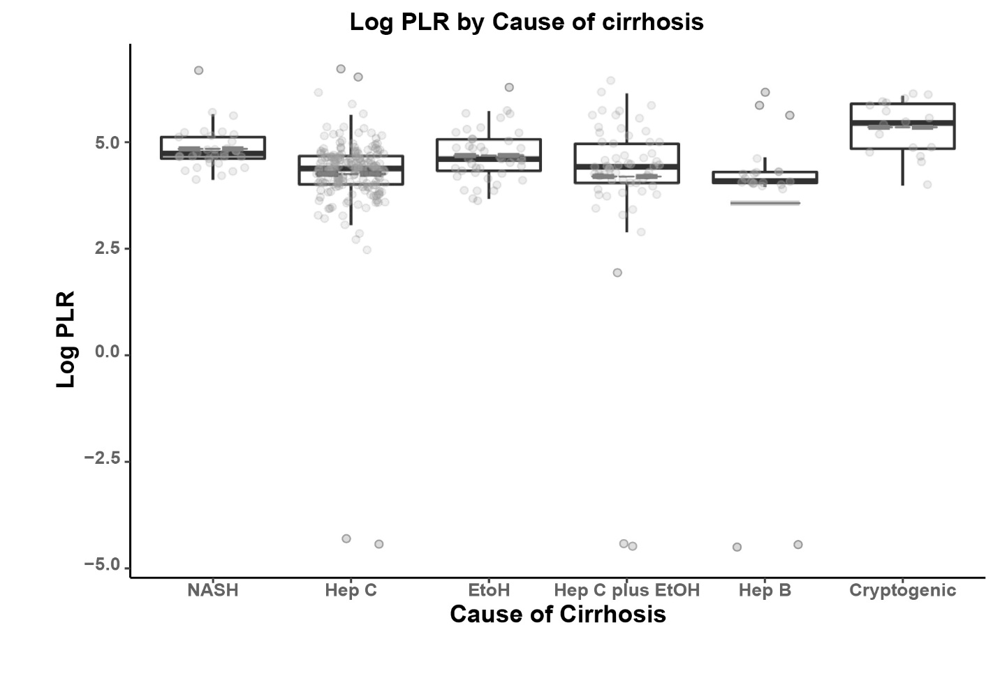 Log PLR by Cause of cirrhosis
Log PLR
5.0
2.5
0.0
−2.5
−5.0
NASH Hep C EtoH Hep C plus EtOH Hep B Cryptogenic
Cause of Cirrhosis